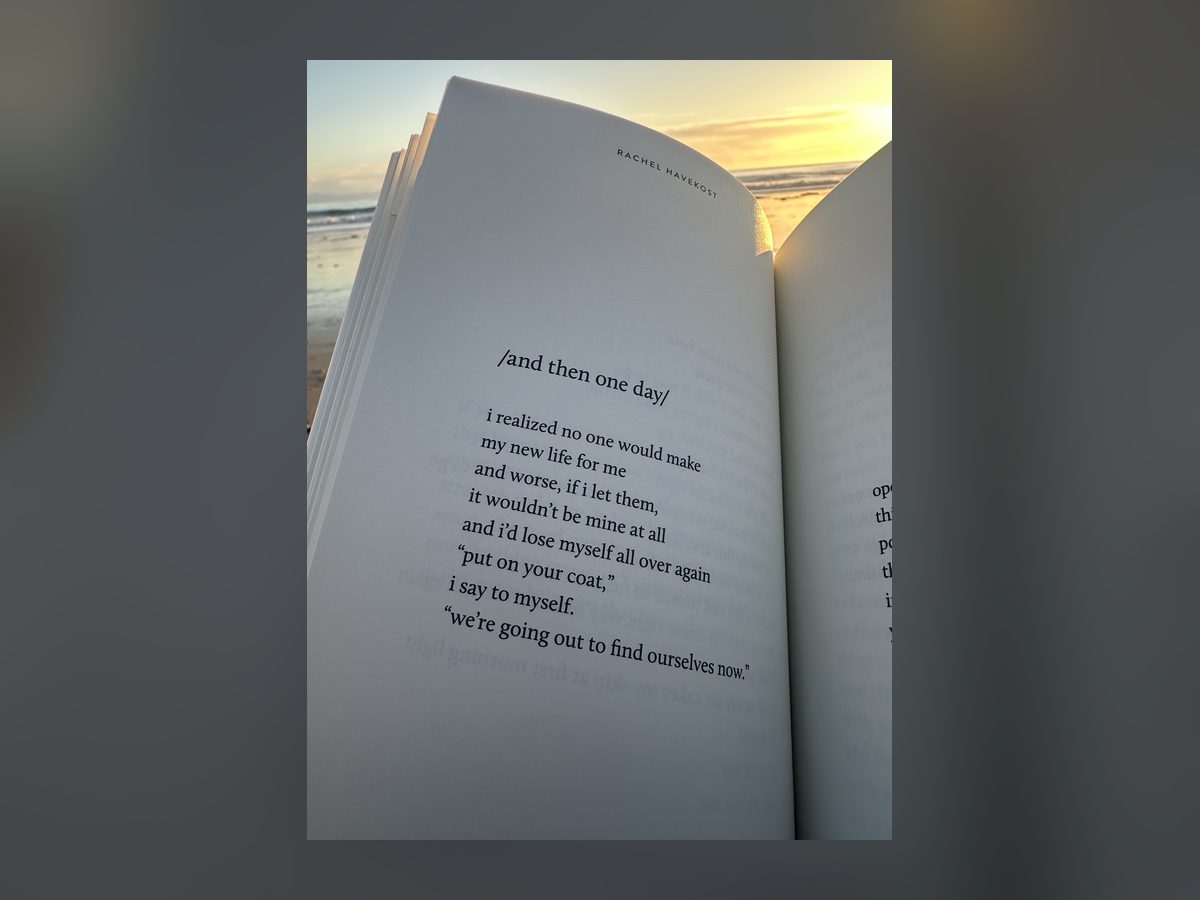 RACHEL HAVEKOST
/and then one day/
i realized no one would make
my new life for me
and worse, if i let them,
it wouldn’t be mine at all
and i’d lose myself all over again
“put on your coat,”
i say to myself.
“we’re going out to find ourselves now.”